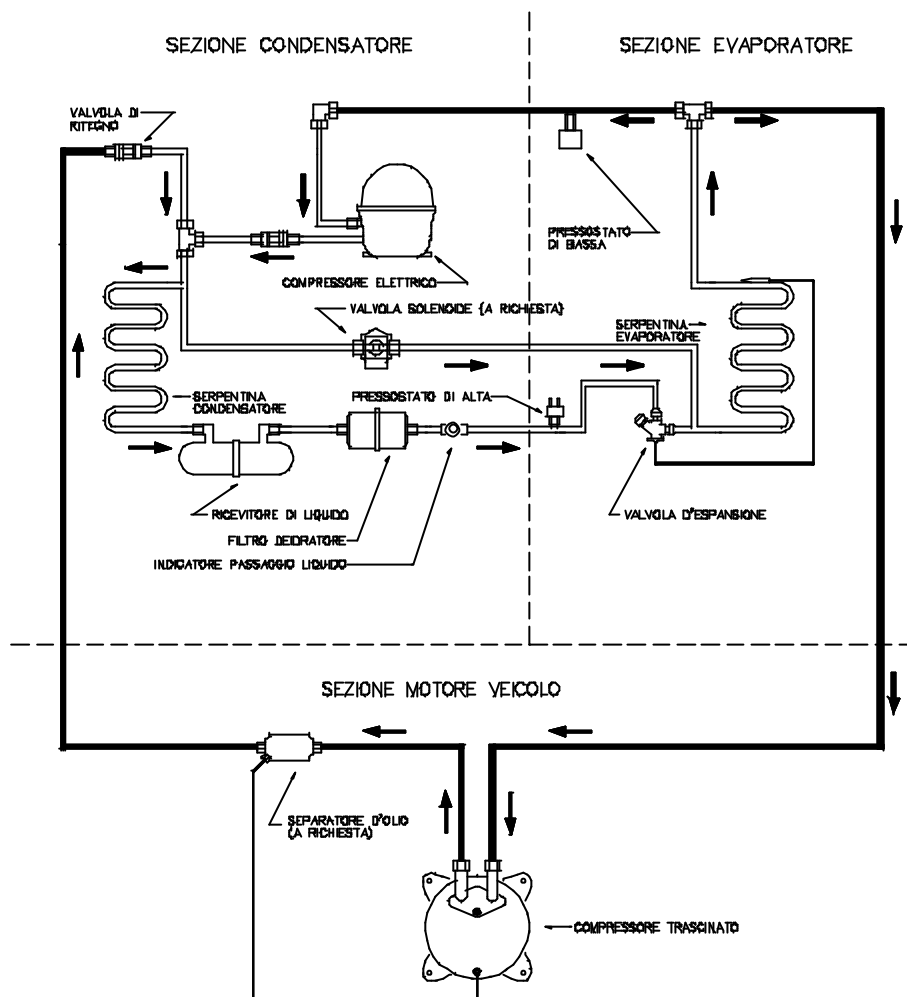 SEZIONE CONDENSATORE
SEZIONE EVAPORATORE
VALVOLA DI
RITEGNO
PRESSOSTATO
DI BASSA
COMPRESSORE ELETTRICO
VALVOLA SOLENOIDE (A RICHIESTA)
SERPENTINA
EVAPORATORE
SERPENTINA
CONDENSATORE
PRESSOSTATO DI ALTA
RICEVITORE DI LIQUIDO
VALVOLA D'ESPANSIONE
FILTRO DEIDRATORE
INDICATORE PASSAGGIO LIQUIDO
SEZIONE MOTORE VEICOLO
SEPARATORE D'OLIO
(A RICHIESTA)
COMPRESSORE TRASCINATO